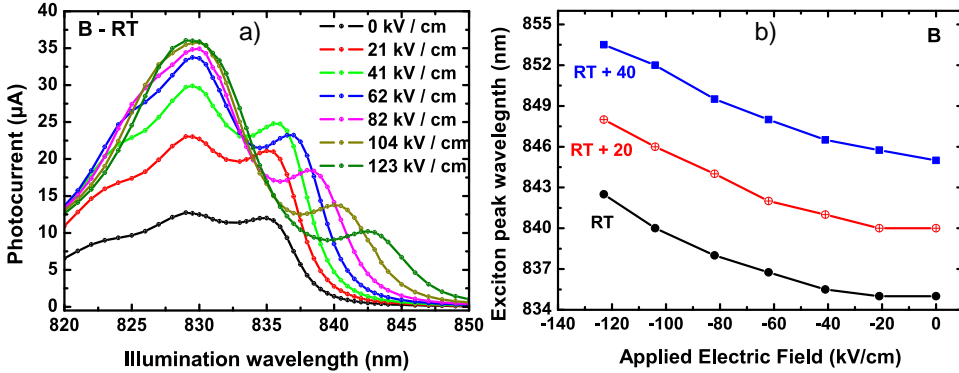 B - RT
a)
0 kV / cm
21 kV / cm
41 kV / cm
62 kV / cm
82 kV / cm
104 kV / cm
123 kV / cm
40
35
30
25
20
15
10
5
0
Photocurrent (µA)
820 825 830 835 840 845 850
Illumination wavelength (nm)
b)
B
RT + 40
RT + 20
RT
855
852
849
846
843
840
837
834
Exciton peak wavelegnth (nm)
-140 -120 -100 -80 -60 -40 -20 0
Applied Electric Field (kV/cm)